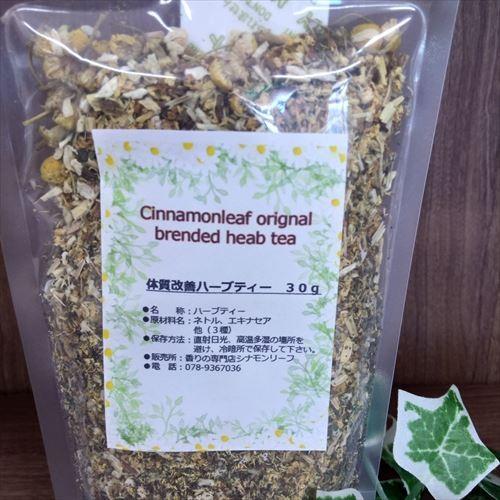 Cinnamonleaf orignal
brended heab tea
体質改善ハーブティー　30g
●名　　称：ハーブティー
●原材料名：ネトル、エキナセア
他（3種）
●保存方法：直射日光、高温多湿の場所を
避け、冷暗所で保存して下さい。
●販売所：香りの専門店シナモンリーフ
●電　話：078-9367036